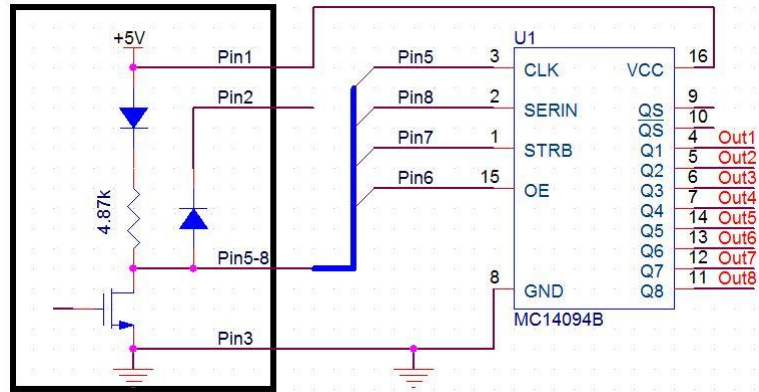 +5V
Pin1
Pin2
4.87k
Pin5-8
Pin3
U1
Pin5 3 CLK VCC 16
Pin8 2 SERIN QS 9
QS 10
Pin7 1 STRB Q1 4 Out1
Q2 5 Out2
Pin6 15 OE Q3 6 Out3
Q4 7 Out4
Q5 14 Out5
Q6 13 Out6
Q7 12 Out7
8 GND Q8 11 Out8
MC14094B